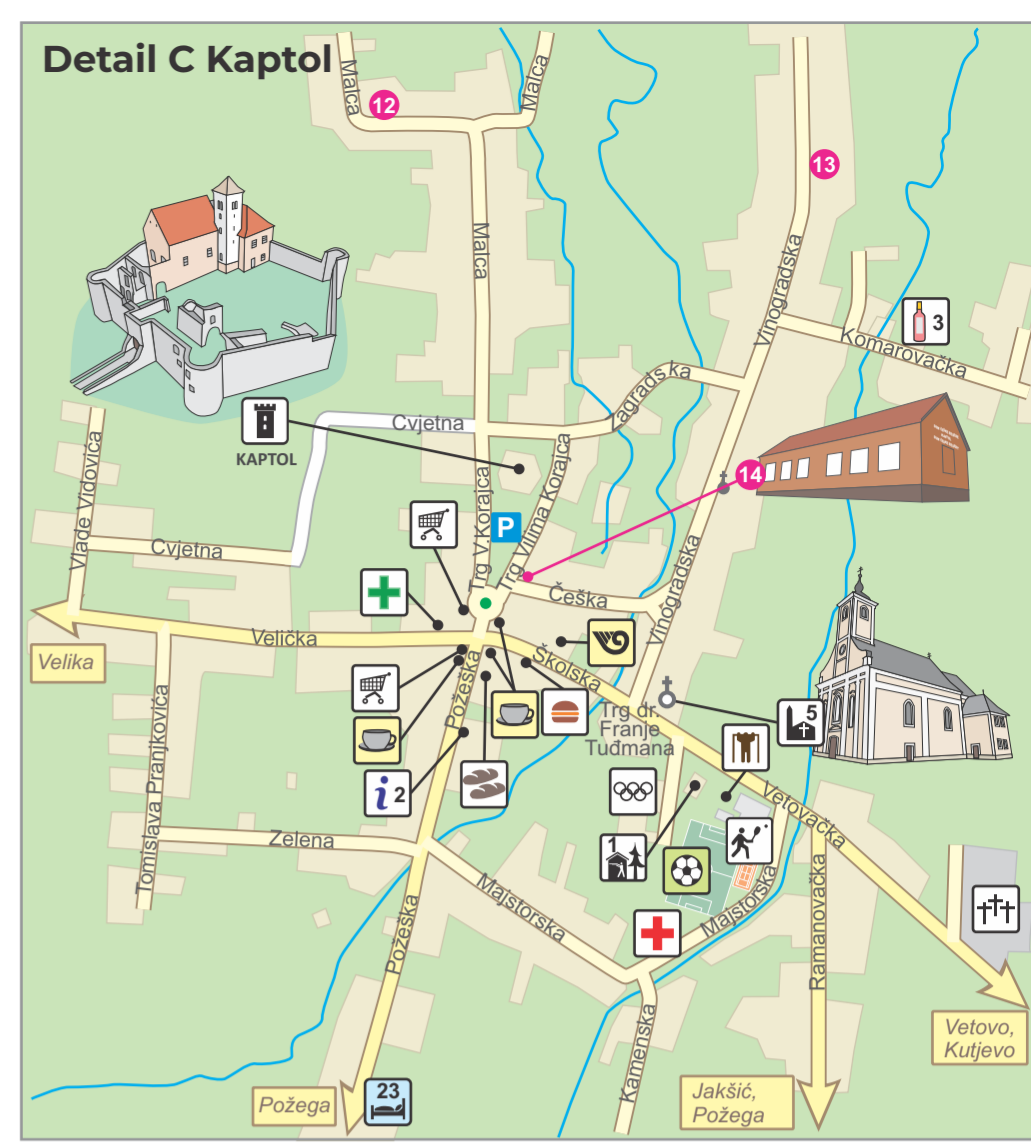 Detail C Kaptol
Malca
Malca
12
13
Malca
Vinogradska
3
Komarovačka
Zagradska
Cvjetna
KAPTOL
14
Vlade Vidovića
Trg V.Korajca
P
Trg Vilima Korajca
Cvjetna
Češka
Vinogradska
Velika
Velička
Požeška
Školska
Trg dr.
Franje
Tuđmana
5
i 2
Tomislava Pranjkovića
Zelena
1
Vetovačka
Majstorska
Majstorska
Ramanovačka
Požeška
Kamenska
Vetovo,
Kutjevo
Požega
23
Jakšić,
Požega